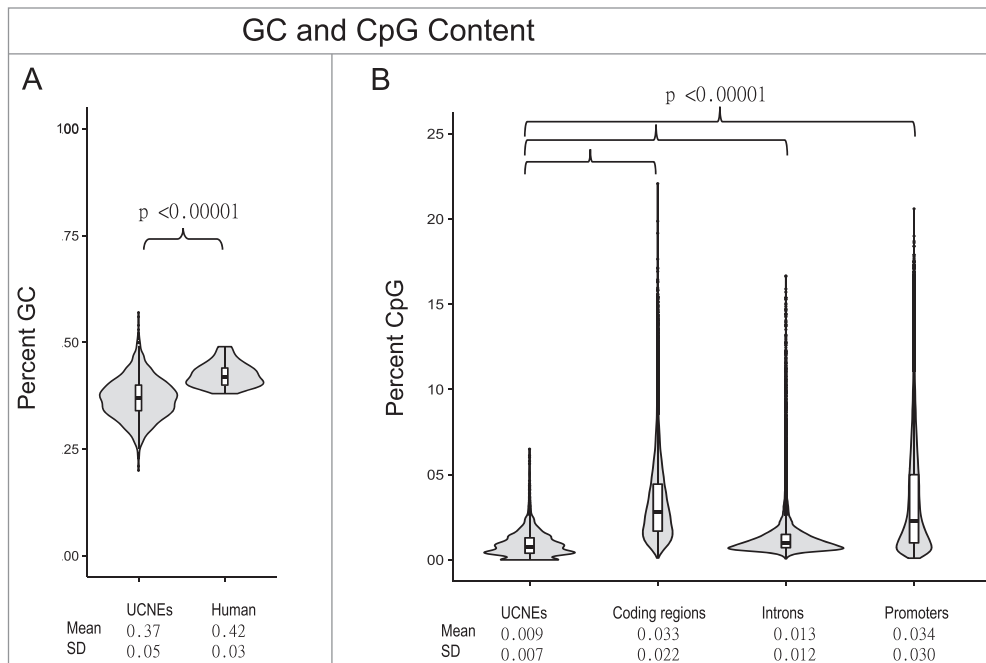 GC and CpG Content
A
p <0.00001
Percent GC
100
.75
.50
.25
.00
UCNEs Human
Mean 0.37 0.42
SD 0.05 0.03
B
p <0.00001
Percent CpG
25
20
15
10
05
00
UCNEs Coding regions Introns Promoters
Mean 0.009 0.033 0.013 0.034
SD 0.007 0.022 0.012 0.030